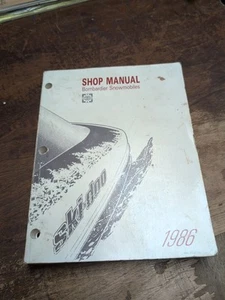 SHOP MANUAL
Bombardier Snowmobiles
ski-doo
1986